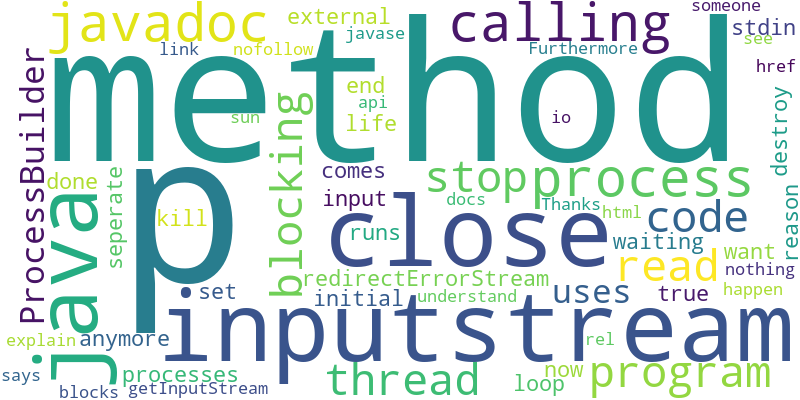 javadoc
calling
someone
external
stdin
link
nofollow
javase
Furthermore
see
method
href
ProcessBuilder
end
api
life
sun
io
blocking
destroy
reason
done
seperate
comes
stop
process
kill
p
input
close
docs
Thanks
html
code
java
runs
waiting
want
read
nothing
redirectErrorStream
set
initial
understand
uses
true
happen
inputstream
explain
anymore
rel
says
processes
thread
loop
now
program
blocks
getInputStream